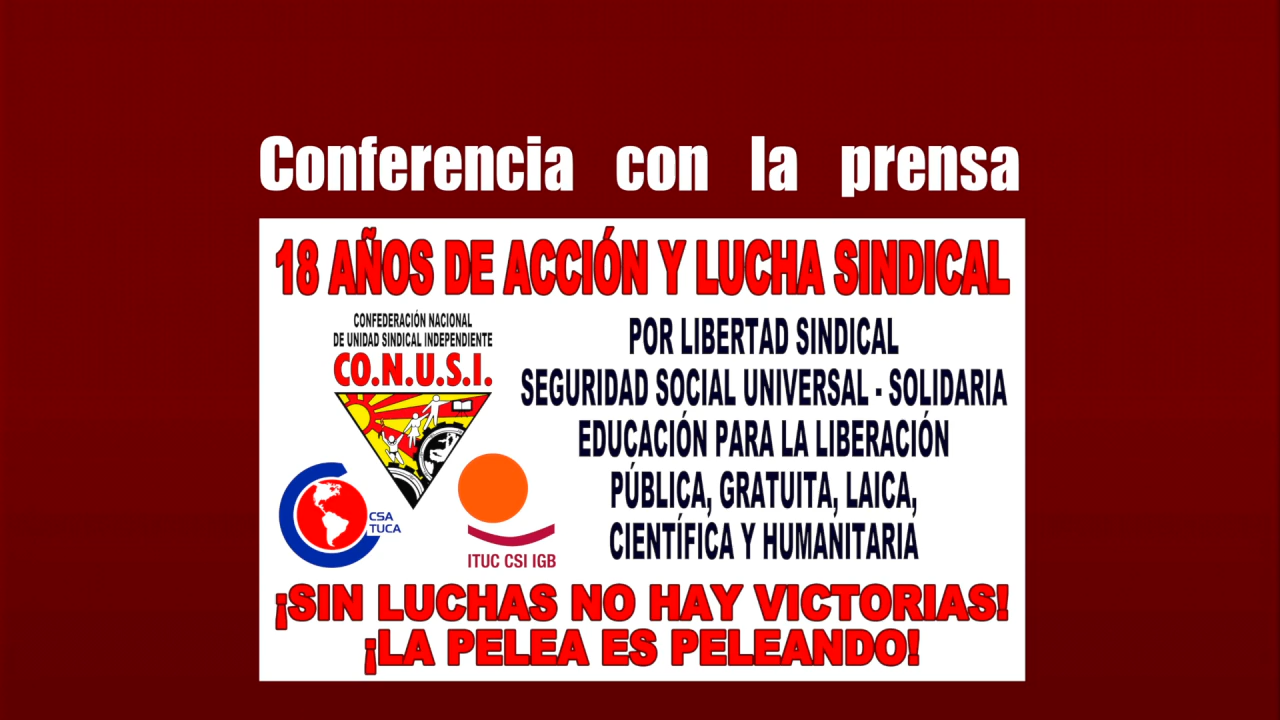 Conferencia con la prensa
18 AÑOS DE ACCIÓN Y LUCHA SINDICAL
CONFEDERACIÓN NACIONAL
DE UNIDAD SINDICAL INDEPENDIENTE
CO.N.U.S.I.
CSA
TUCA
ITUC CSI IGB
POR LIBERTAD SINDICAL
SEGURIDAD SOCIAL UNIVERSAL - SOLIDARIA
EDUCACIÓN PARA LA LIBERACIÓN
PÚBLICA, GRATUITA, LAICA,
CIENTÍFICA Y HUMANITARIA
¡SIN LUCHAS NO HAY VICTORIAS!
¡LA PELEA ES PELEANDO!